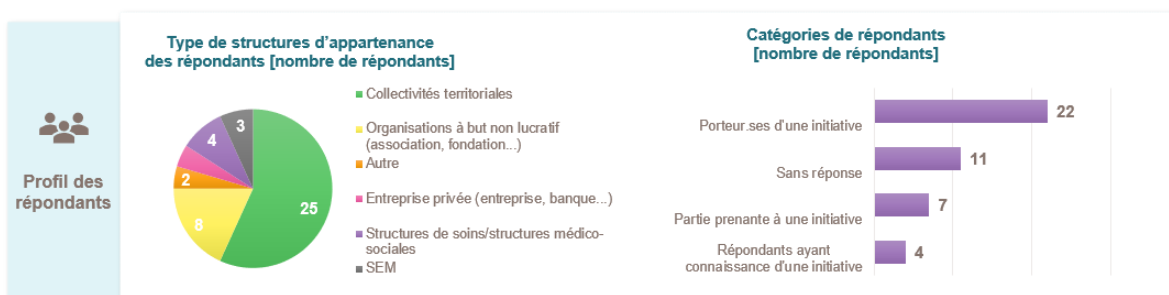 Profil des
répondants
Type de structures d'appartenance
des répondants [nombre de répondants]
3
4
2
8
25
Collectivités territoriales
Organisations à but non lucratif
(association, fondation...)
Autre
Entreprise privée (entreprise, banque...)
Structures de soins/structures médico-
sociales
SEM
Catégories de répondants
[nombre de répondants]
Porteur.ses d'une initiative
22
Sans réponse
11
Partie prenante à une initiative
7
Répondants ayant
connaissance d'une initiative
4